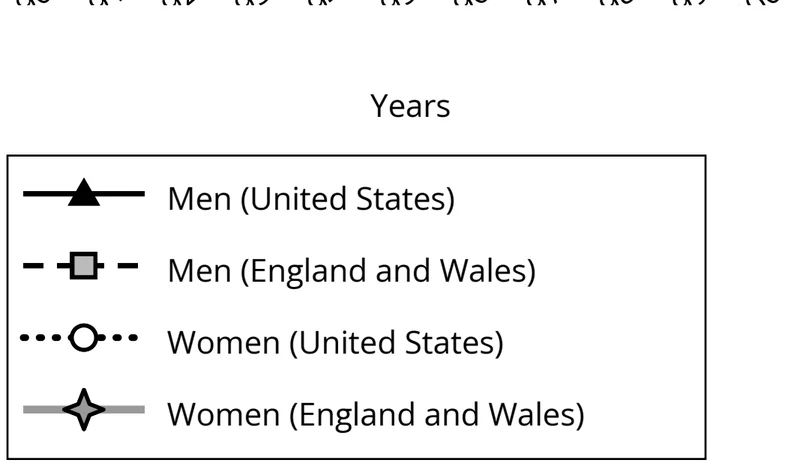 Years
Men (United States)
Men (England and Wales)
Women (United States)
Women (England and Wales)